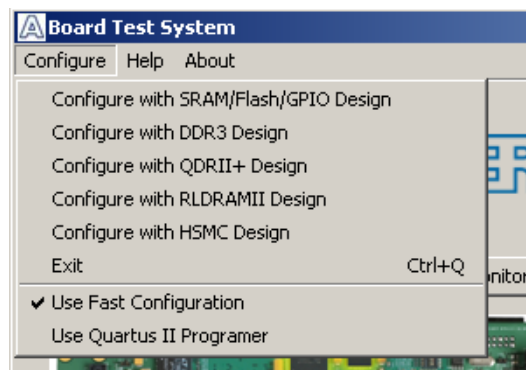 Board Test System
Configure Help About
Configure with SRAM/Flash/GPIO Design
Configure with DDR3 Design
Configure with QDRII+ Design
Configure with RLDRAMII Design
Configure with HSMC Design
Exit Ctrl+Q
Use Fast Configuration
Use Quartus II Programer